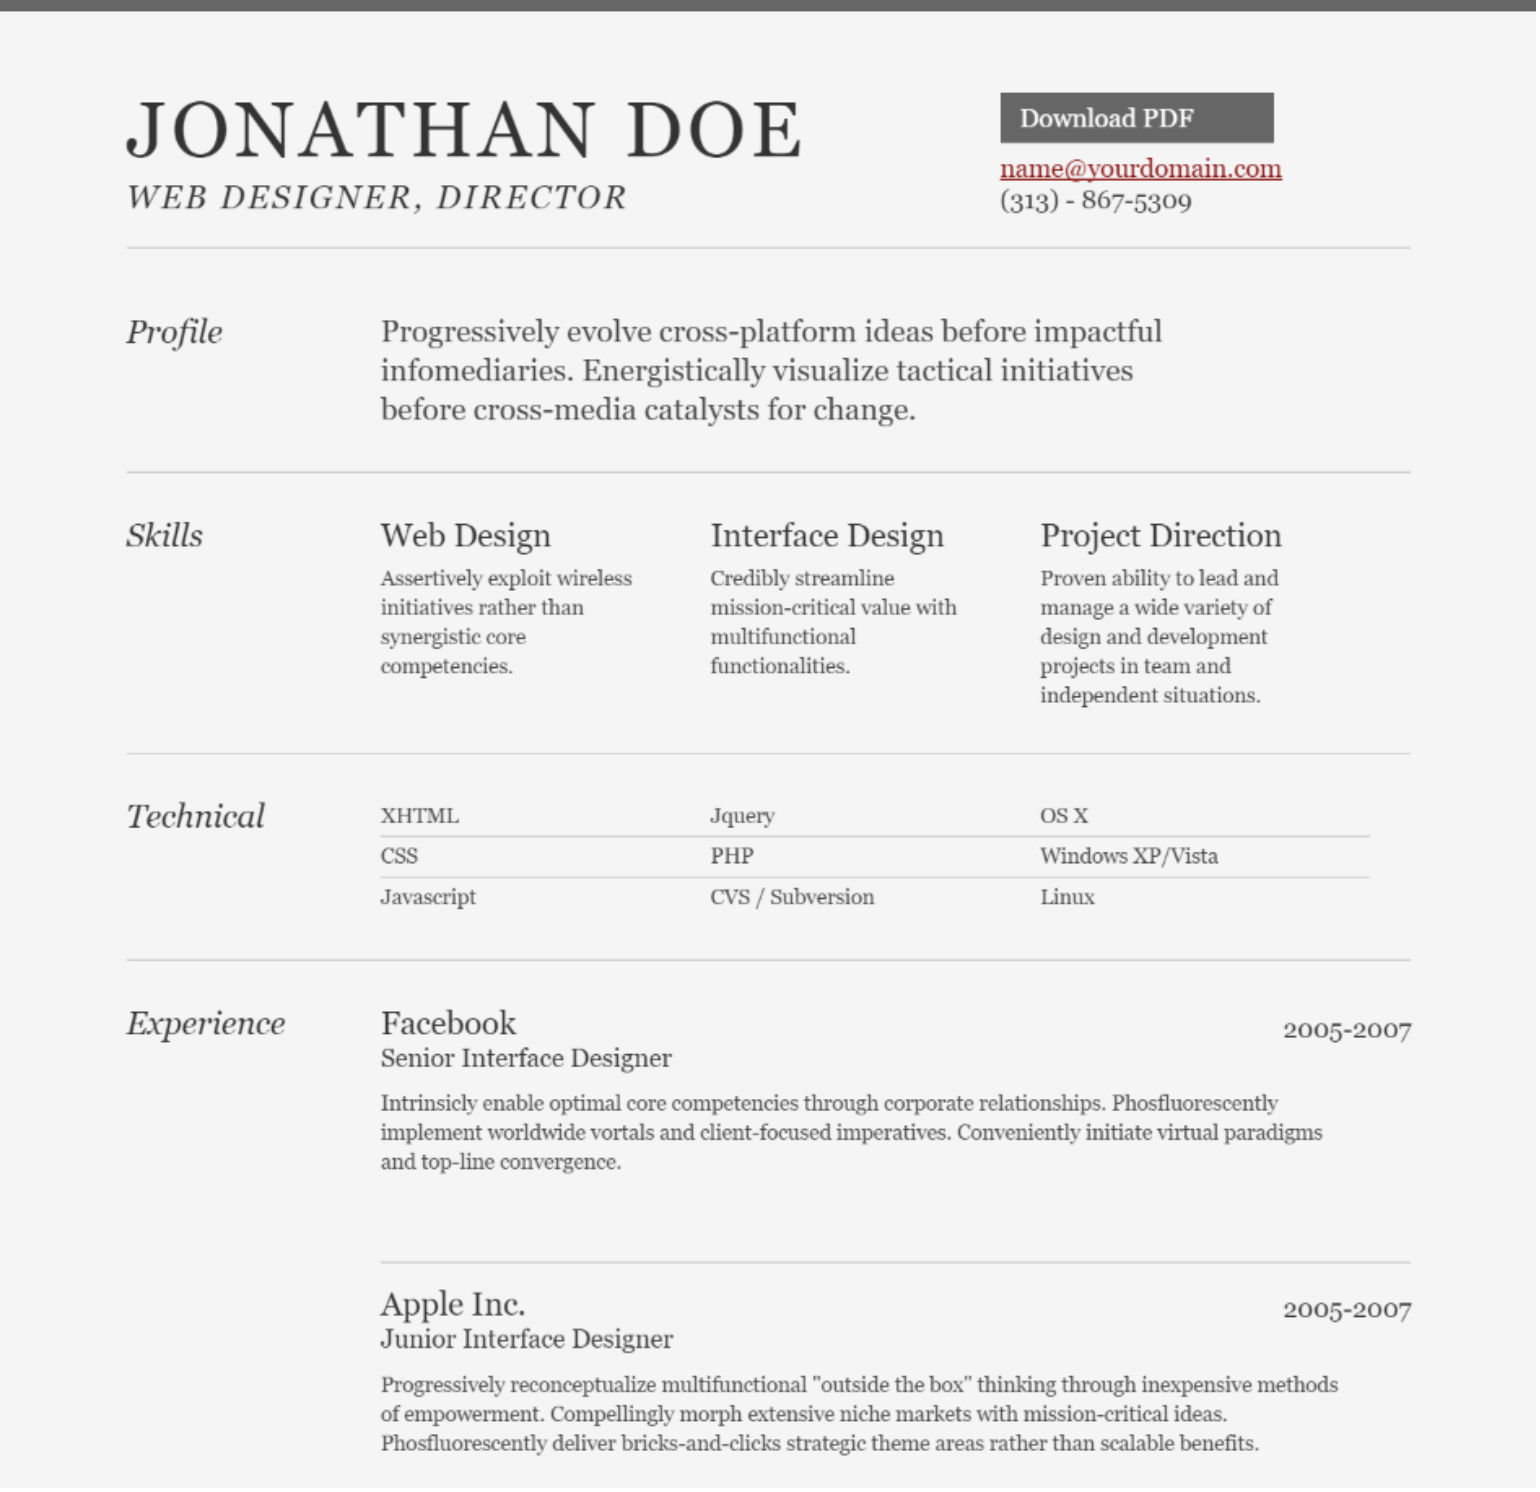 JONATHAN DOE
WEB DESIGNER, DIRECTOR
Download PDF
name@yourdomain.com
(313) - 867-5309
Profile
Progressively evolve cross-platform ideas before impactful
infomediaries. Energistically visualize tactical initiatives
before cross-media catalysts for change.
Skills
Web Design
Assertively exploit wireless
initiatives rather than
synergistic core
competencies.
Interface Design
Credibly streamline
mission-critical value with
multifunctional
functionalities.
Project Direction
Proven ability to lead and
manage a wide variety of
design and development
projects in team and
independent situations.
Technical
XHTML Jquery OS X
CSS PHP Windows XP/Vista
Javascript CVS / Subversion Linux
Experience
Facebook 2005-2007
Senior Interface Designer
Intrinsicly enable optimal core competencies through corporate relationships. Phosfluorescently
implement worldwide vortals and client-focused imperatives. Conveniently initiate virtual paradigms
and top-line convergence.
Apple Inc. 2005-2007
Junior Interface Designer
Progressively reconceptualize multifunctional "outside the box" thinking through inexpensive methods
of empowerment. Compellingly morph extensive niche markets with mission-critical ideas.
Phosfluorescently deliver bricks-and-clicks strategic theme areas rather than scalable benefits.